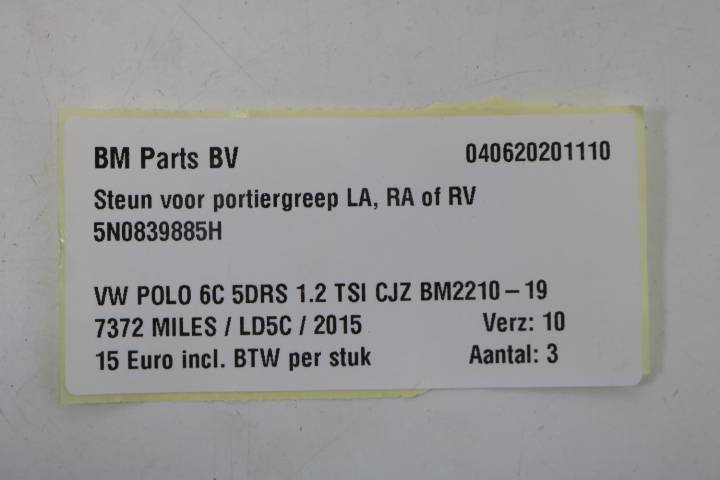 BM Parts BV 040620201110
Steun voor portiergreep LA, RA of RV
5N0839885H
VW POLO 6C 5DRS 1.2 TSI CJZ BM2210-19
7372 MILES / LD5C / 2015 Verz: 10
15 Euro incl. BTW per stuk Aantal: 3